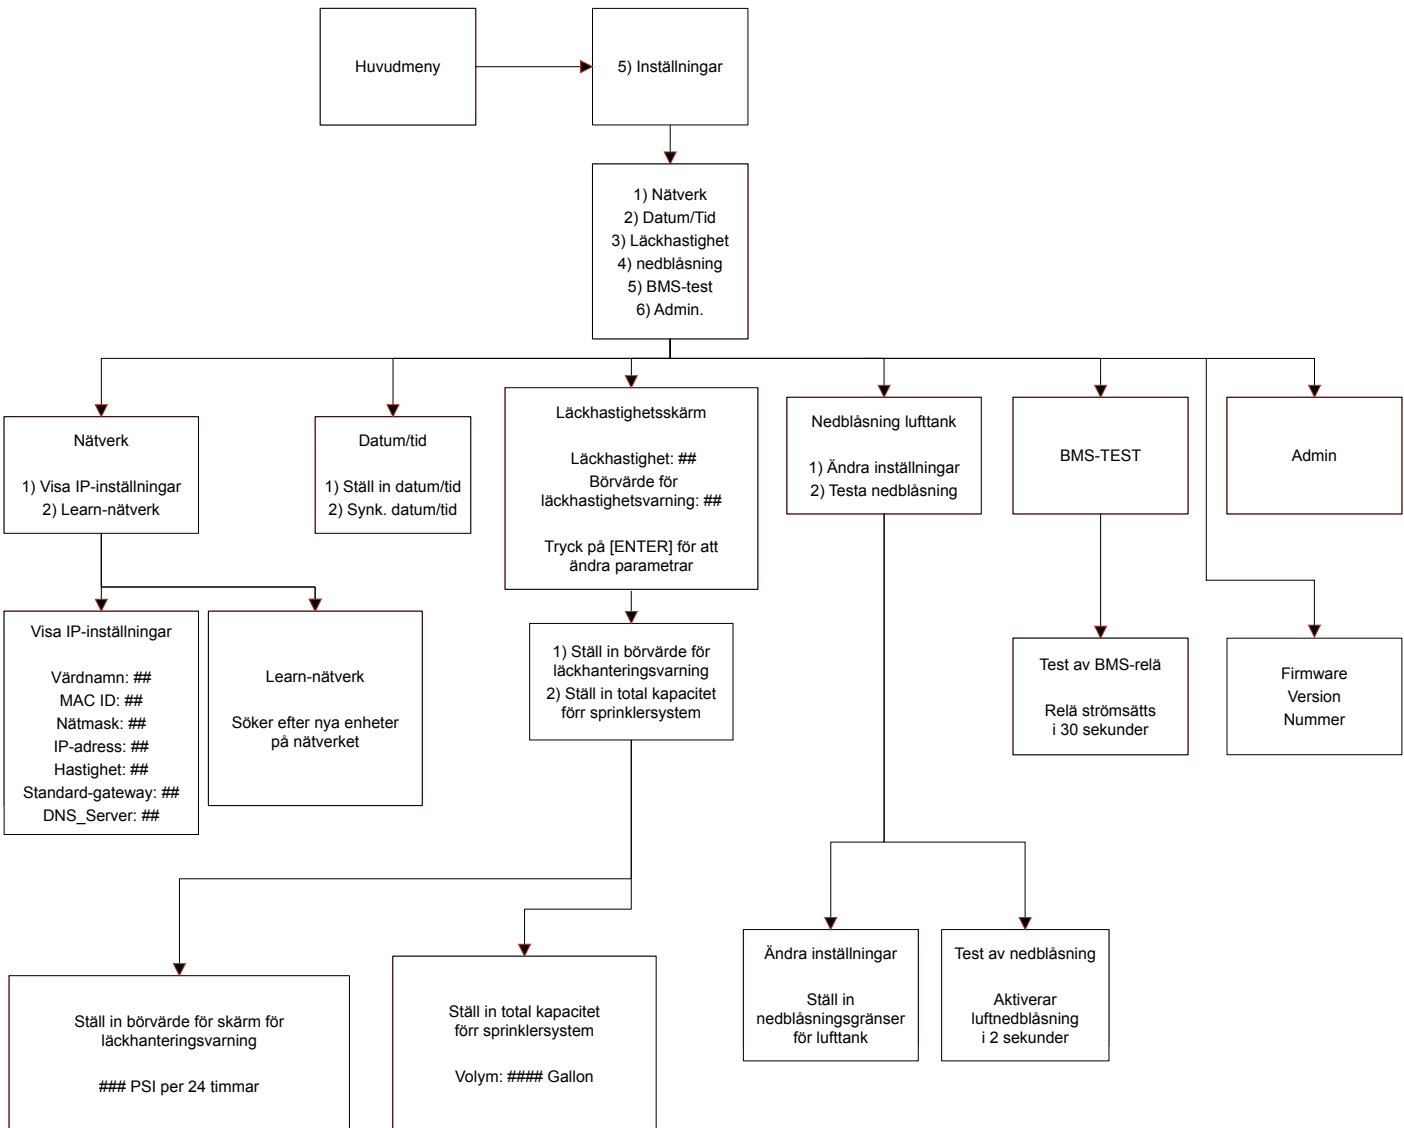 Huvudmeny
5) Inställningar
1) Nätverk
2) Datum/Tid
3) Läckhastighet
4) nedblåsning
5) BMS-test
6) Admin.
Nätverk
1) Visa IP-inställningar
2) Learn-nätverk
Datum/tid
1) Ställ in datum/tid
2) Synk. datum/tid
Läckhastighetsskärm
Läckhastighet: ##
Börvärde för
läckhastighetsvarning: ##
Tryck på [ENTER] för att
ändra parametrar
Nedblåsning lufttank
1) Ändra inställningar
2) Testa nedblåsning
BMS-TEST
Admin
Visa IP-inställningar
Värdnamn: ##
MAC ID: ##
Nätmask: ##
IP-adress: ##
Hastighet: ##
Standard-gateway: ##
DNS_Server: ##
Learn-nätverk
Söker efter nya enheter
på nätverket
1) Ställ in börvärde för
läckhanteringsvarning
2) Ställ in total kapacitet
förr sprinklersystem
Test av BMS-relä
Relä strömsätts
i 30 sekunder
Firmware
Version
Nummer
Ställ in börvärde för skärm för
läckhanteringsvarning
### PSI per 24 timmar
Ställ in total kapacitet
förr sprinklersystem
Volym: #### Gallon
Ändra inställningar
Ställ in
nedblåsningsgränser
för lufttank
Test av nedblåsning
Aktiverar
luftnedblåsning
i 2 sekunder